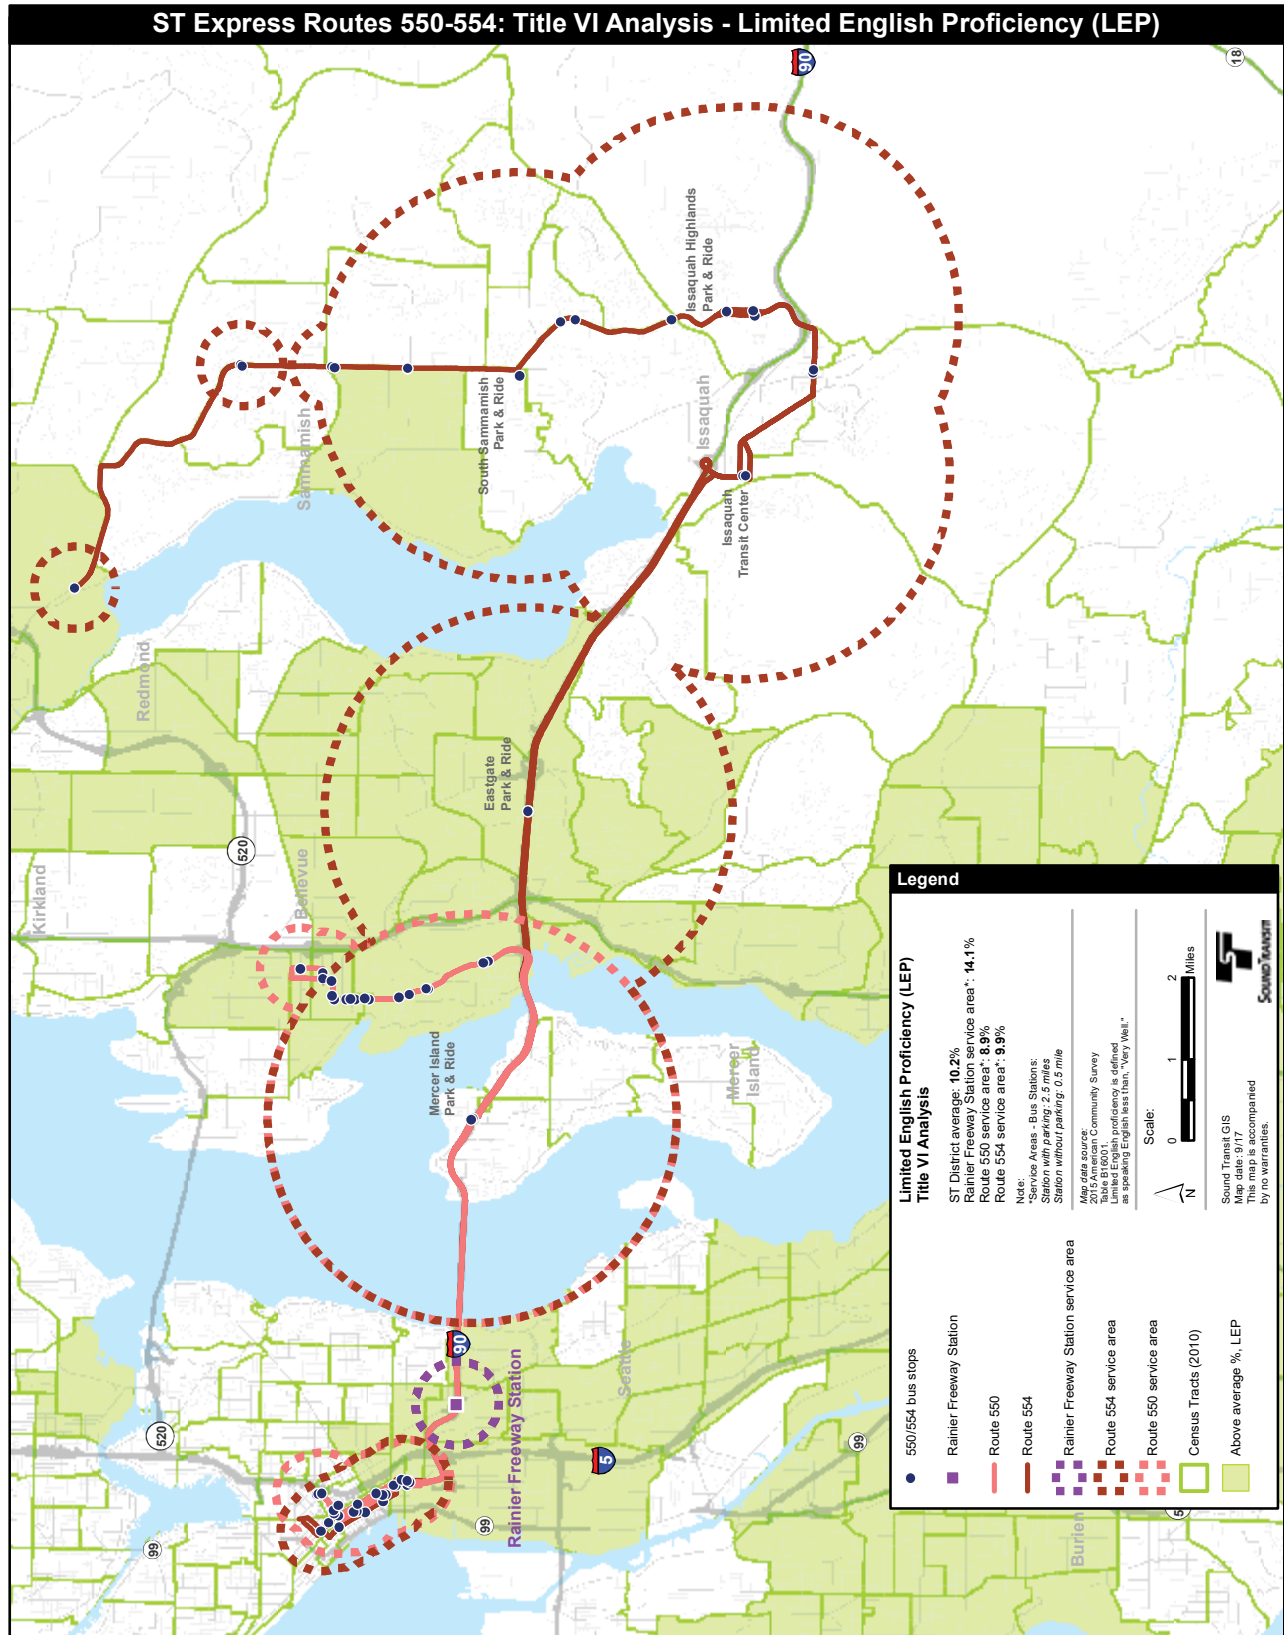 ST Express Routes 550-554: Title VI Analysis - Limited English Proficiency (LEP)
90
18
Issaquah Highlands
Park & Ride
South Sammamish
Park & Ride
Sammamish
Issaquah
Issaquah
Transit Center
Redmond
Eastgate
Park & Ride
520
Kirkland
Bellevue
Mercer Island
Park & Ride
Mercer
Island
90
Seattle
Rainier Freeway Station
520
5
99
99
99
Burien
5
Legend
550/554 bus stops
Rainier Freeway Station
Route 550
Route 554
Rainier Freeway Station service area
Route 554 service area
Route 550 service area
Census Tracts (2010)
Above average %, LEP
Limited English Proficiency (LEP)
Title VI Analysis
ST District average: 10.2%
Rainier Freeway Station service area*: 14.1%
Route 550 service area*: 8.9%
Route 554 service area*: 9.9%
Note:
*Service Areas - Bus Stations:
Station with parking: 2.5 miles
Station without parking: 0.5 mile
Map data source:
2015 American Community Survey
Table B16001.
Limited English proficiency is defined
as speaking English less than, "Very Well."
Scale:
0 1 2
Miles
N
Sound Transit GIS
Map date: 9/17
This map is accompanied
by no warranties.
SOUNDTRANSIT